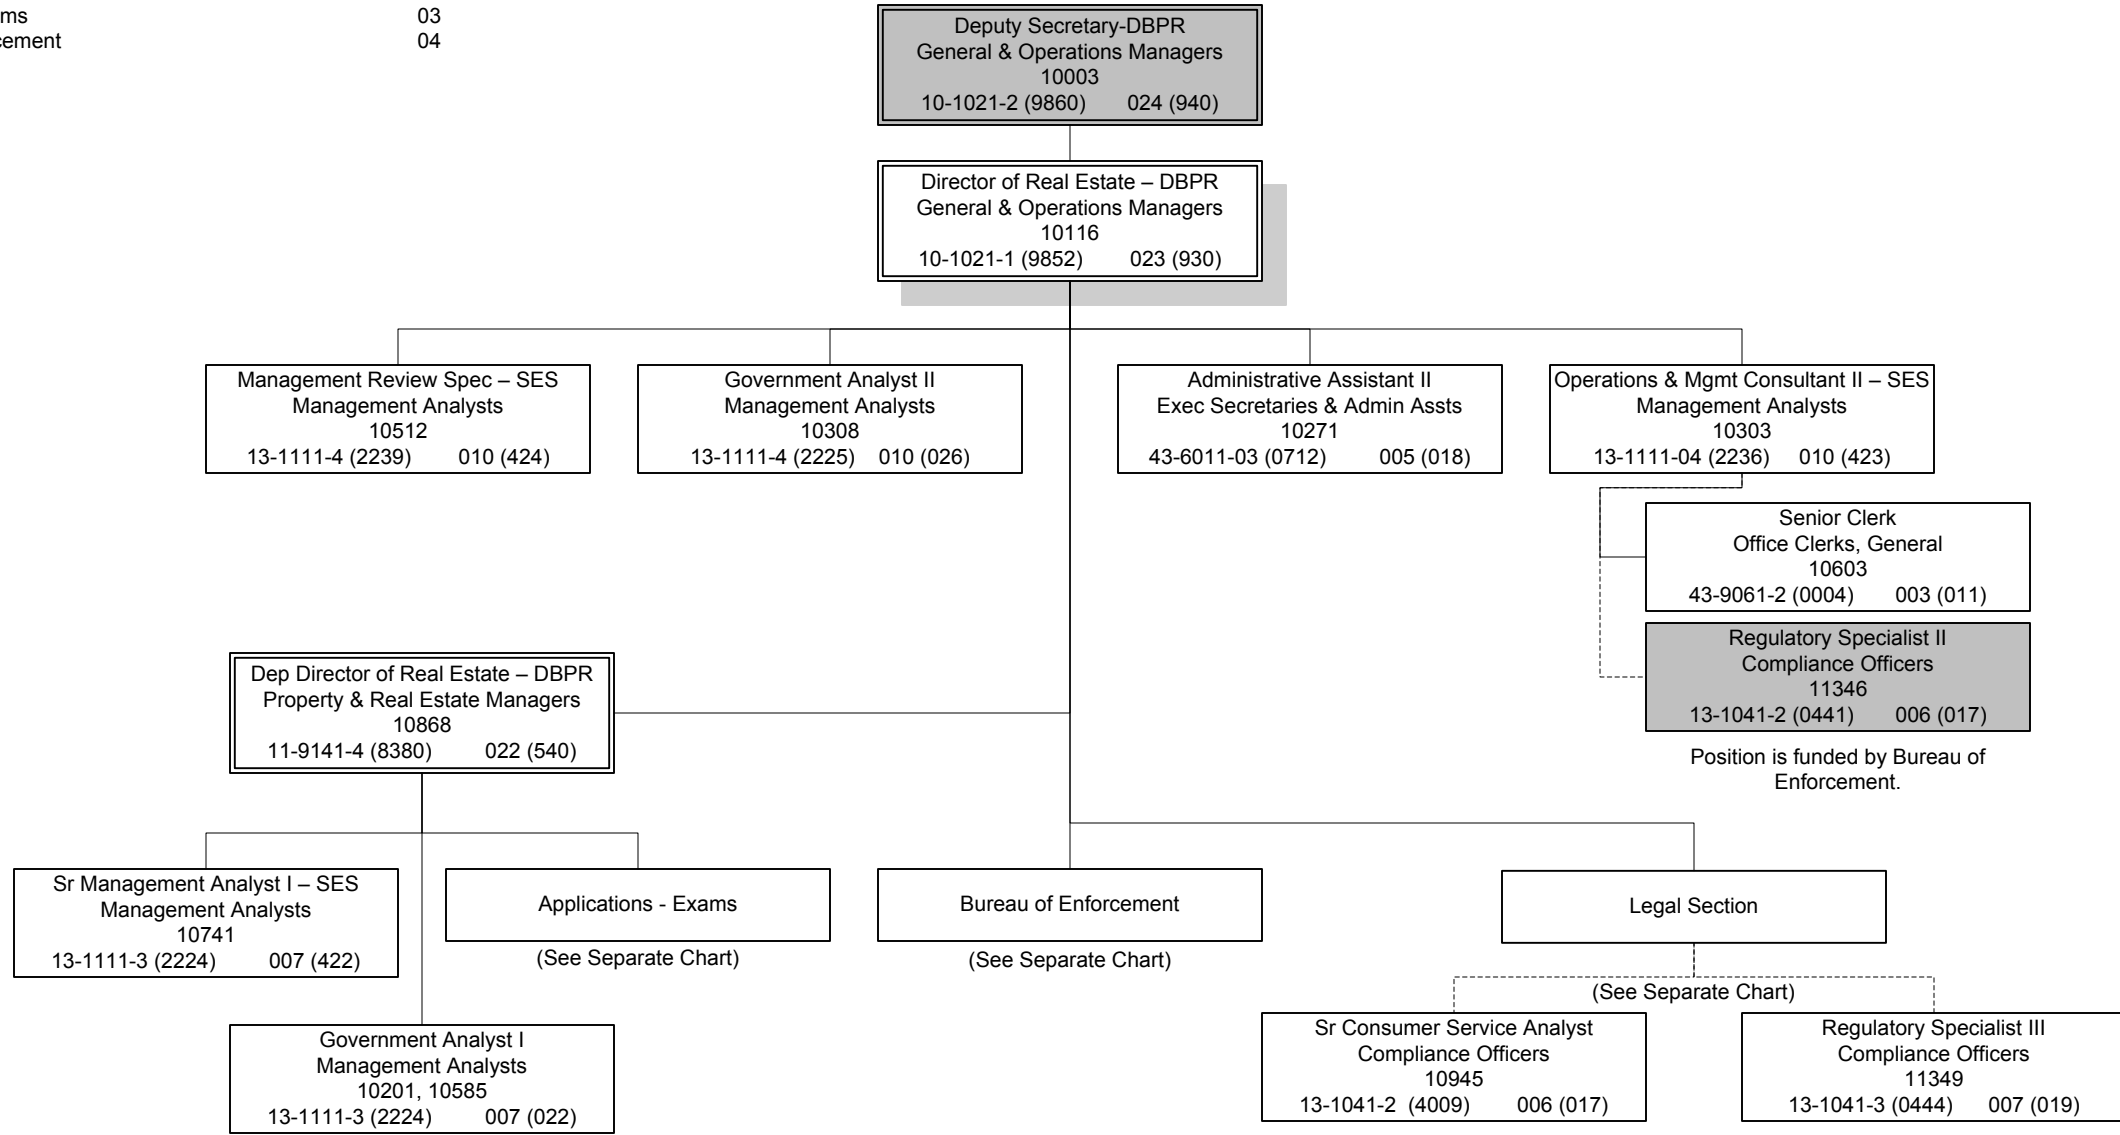 03
04
Deputy Secretary-DBPR
General & Operations Managers
10003
10-1021-2 (9860) 024 (940)
Director of Real Estate – DBPR
General & Operations Managers
10116
10-1021-1 (9852) 023 (930)
Management Review Spec – SES
Management Analysts
10512
13-1111-4 (2239) 010 (424)
Government Analyst II
Management Analysts
10308
13-1111-4 (2225) 010 (026)
Administrative Assistant II
Exec Secretaries & Admin Assts
10271
43-6011-03 (0712) 005 (018)
Operations & Mgmt Consultant II – SES
Management Analysts
10303
13-1111-04 (2236) 010 (423)
Senior Clerk
Office Clerks, General
10603
43-9061-2 (0004) 003 (011)
Regulatory Specialist II
Compliance Officers
11346
13-1041-2 (0441) 006 (017)
Position is funded by Bureau of
Enforcement.
Dep Director of Real Estate – DBPR
Property & Real Estate Managers
10868
11-9141-4 (8380) 022 (540)
Sr Management Analyst I – SES
Management Analysts
10741
13-1111-3 (2224) 007 (422)
Applications - Exams
(See Separate Chart)
Bureau of Enforcement
(See Separate Chart)
Legal Section
(See Separate Chart)
Government Analyst I
Management Analysts
10201, 10585
13-1111-3 (2224) 007 (022)
Sr Consumer Service Analyst
Compliance Officers
10945
13-1041-2 (4009) 006 (017)
Regulatory Specialist III
Compliance Officers
11349
13-1041-3 (0444) 007 (019)